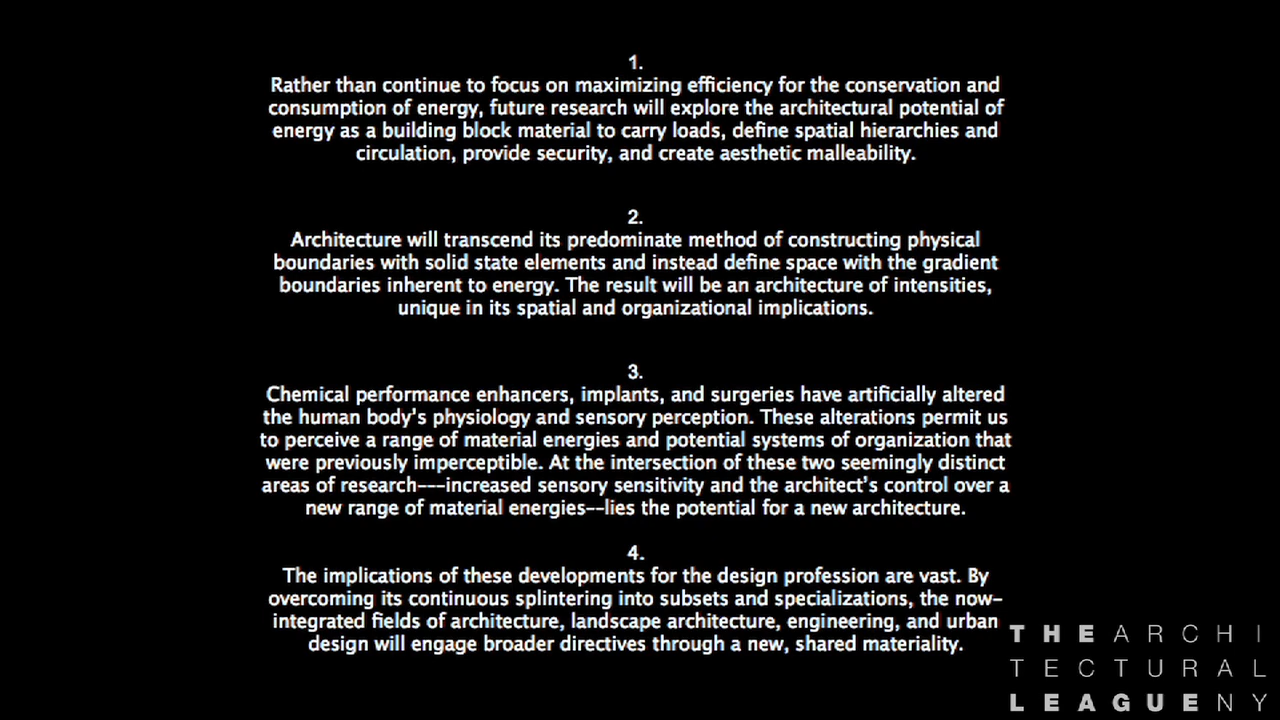 1.
Rather than continue to focus on maximizing efficiency for the conservation and
consumption of energy, future research will explore the architectural potential of
energy as a building block material to carry loads, define spatial hierarchies and
circulation, provide security, and create aesthetic malleability.
2.
Architecture will transcend its predominate method of constructing physical
boundaries with solid state elements and instead define space with the gradient
boundaries inherent to energy. The result will be an architecture of intensities,
unique in its spatial and organizational implications.
3.
Chemical performance enhancers, implants, and surgeries have artificially altered
the human body's physiology and sensory perception. These alterations permit us
to perceive a range of material energies and potential systems of organization that
were previously imperceptible. At the intersection of these two seemingly distinct
areas of research---increased sensory sensitivity and the architect's control over a
new range of material energies--lies the potential for a new architecture.
4.
The implications of these developments for the design profession are vast. By
overcoming its continuous splintering into subsets and specializations, the now-
integrated fields of architecture, landscape architecture, engineering, and urban
design will engage broader directives through a new, shared materiality.
THE ARCHI
TECTURAL
LEAGUE NY